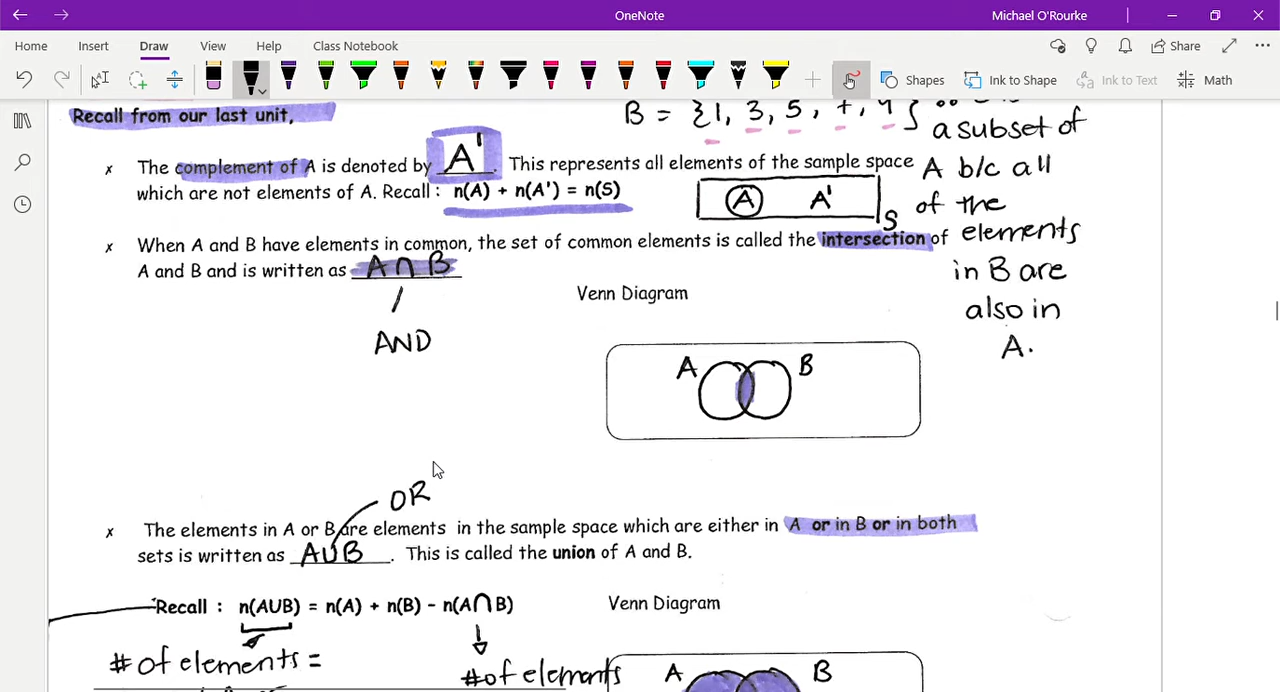 OneNote
Michael O'Rourke
Home Insert Draw View Help Class Notebook
Share
Shapes Ink to Shape Ink to Text Math
Recall from our last unit,
B = {1, 3, 5, 7, 9}
a subset of
A b/c all
of the
elements
in B are
also in
A.
x The complement of A is denoted by A'. This represents all elements of the sample space
which are not elements of A. Recall : n(A) + n(A') = n(S)
A A' S
x When A and B have elements in common, the set of common elements is called the intersection of
A and B and is written as A∩B
AND
Venn Diagram
A B
OR
x The elements in A or B are elements in the sample space which are either in A or in B or in both
sets is written as AUB. This is called the union of A and B.
Recall : n(AUB) = n(A) + n(B) - n(A∩B)
Venn Diagram
# of elements =
# of elements
A B